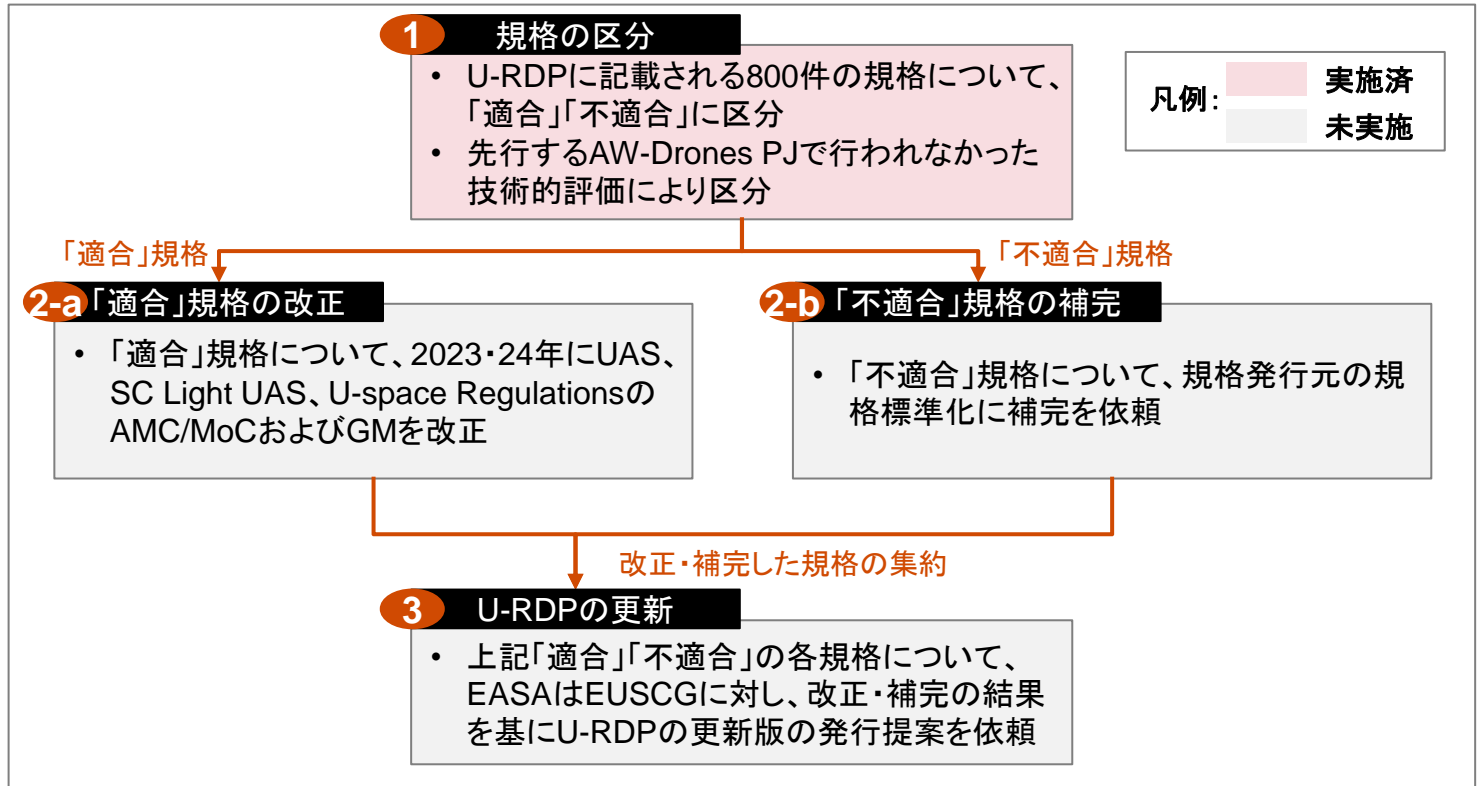 1 規格の区分
• U-RDPに記載される800件の規格について、
「適合」「不適合」に区分
• 先行するAW-Drones PJで行われなかった
技術的評価により区分
凡例:
実施済
未実施
「適合」規格
「不適合」規格
2-a 「適合」規格の改正
• 「適合」規格について、2023・24年にUAS、
SC Light UAS、U-space Regulationsの
AMC/MoCおよびGMを改正
2-b 「不適合」規格の補完
• 「不適合」規格について、規格発行元の規
格標準化に補完を依頼
改正・補完した規格の集約
3 U-RDPの更新
• 上記「適合」「不適合」の各規格について、
EASAはEUSCGに対し、改正・補完の結果
を基にU-RDPの更新版の発行提案を依頼